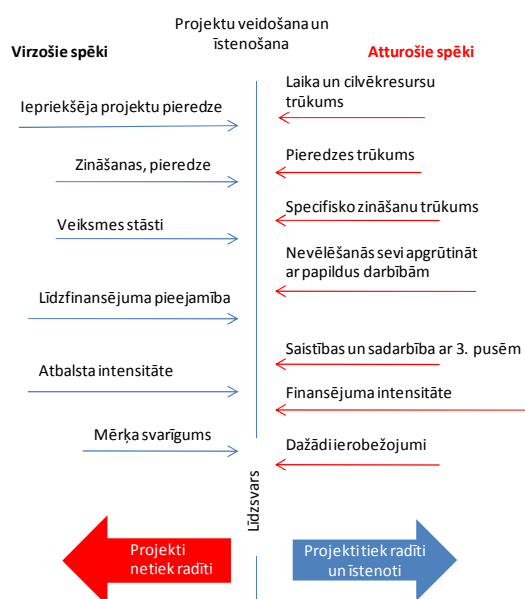 Projektu veidošana un
īstenošana
Virzošie spēki
Atturošie spēki
Iepriekšēja projektu pieredze
Zināšanas, pieredze
Veiksmes stāsti
Līdzfinansējuma pieejamība
Atbalsta intensitāte
Mērķa svarīgums
Laika un cilvēkresursu
trūkums
Pieredzes trūkums
Specifisko zināšanu trūkums
Nevēlēšanās sevi apgrūtināt
ar papildus darbībām
Saistības un sadarbība ar 3. pusēm
Finansējuma intensitāte
Dažādi ierobežojumi
Līdzsvars
Projekti
netiek radīti
Projekti tiek radīti
un īstenoti